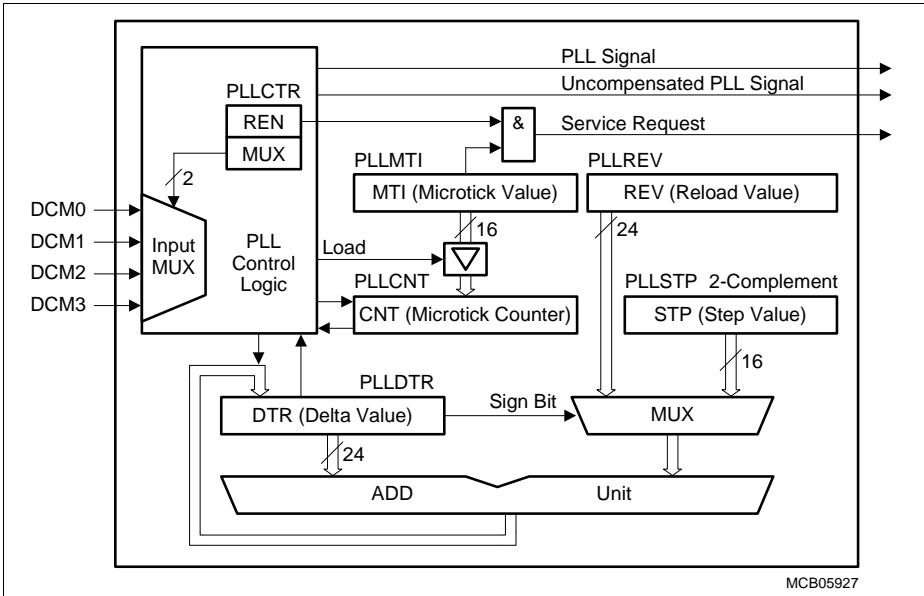 PLL Signal
Uncompensated PLL Signal
PLLCTR
REN
&
Service Request
MUX
PLLMTI
PLLREV
2
MTI (Microtick Value)
REV (Reload Value)
DCM0
DCM1
DCM2
DCM3
Input
MUX
PLL
Control
Logic
16
24
Load
PLLCNT
PLLSTP 2-Complement
CNT (Microtick Counter)
STP (Step Value)
16
PLLDTR
DTR (Delta Value)
Sign Bit
MUX
24
ADD
Unit
MCB05927